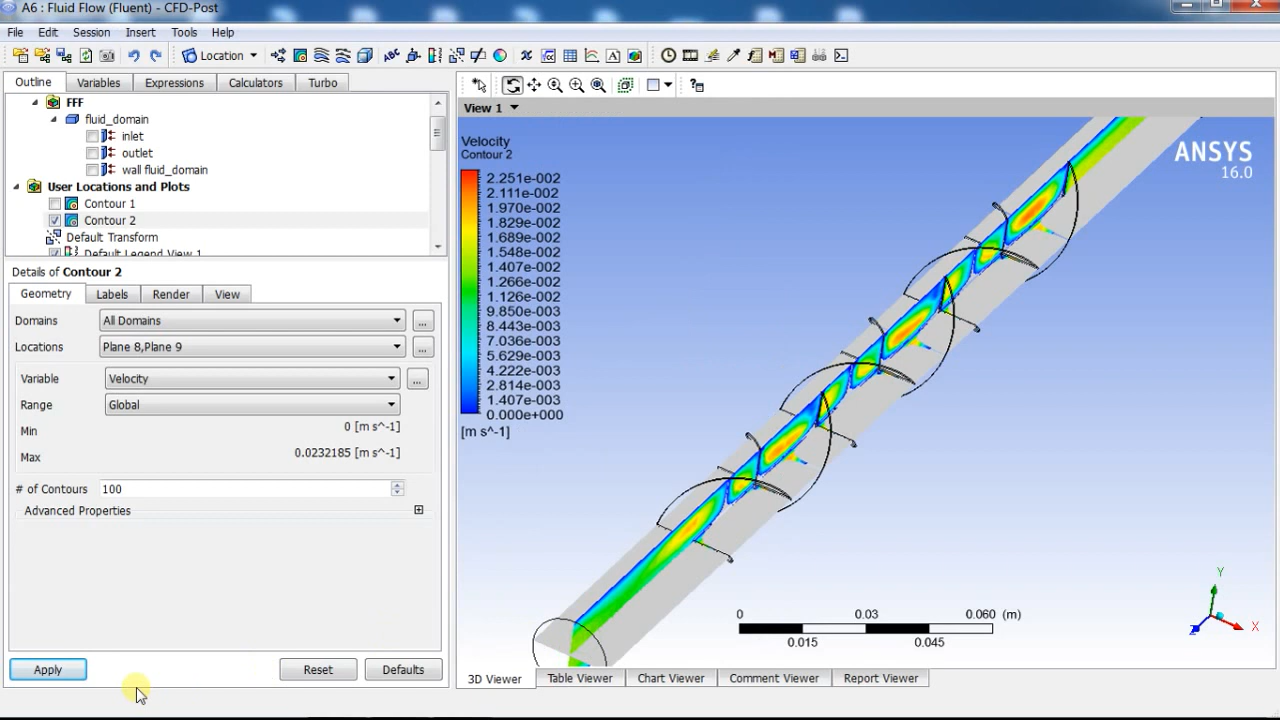 A6 : Fluid Flow (Fluent) - CFD-Post
File Edit Session Insert Tools Help
Location
Outline Variables Expressions Calculators Turbo
FFF
fluid_domain
inlet
outlet
wall fluid_domain
User Locations and Plots
Contour 1
Contour 2
Default Transform
Default Legend View 1
Details of Contour 2
Geometry Labels Render View
Domains All Domains ...
Locations Plane 8,Plane 9 ...
Variable Velocity ...
Range Global
Min 0 [m s^-1]
Max 0.0232185 [m s^-1]
# of Contours 100
Advanced Properties
Apply Reset Defaults
View 1
Velocity
Contour 2
2.251e-002
2.111e-002
1.970e-002
1.829e-002
1.689e-002
1.548e-002
1.407e-002
1.266e-002
1.126e-002
9.850e-003
8.443e-003
7.036e-003
5.629e-003
4.222e-003
2.814e-003
1.407e-003
0.000e+000
[m s^-1]
ANSYS
16.0
0 0.03 0.060 (m)
0.015 0.045
Y
X
Z
3D Viewer Table Viewer Chart Viewer Comment Viewer Report Viewer